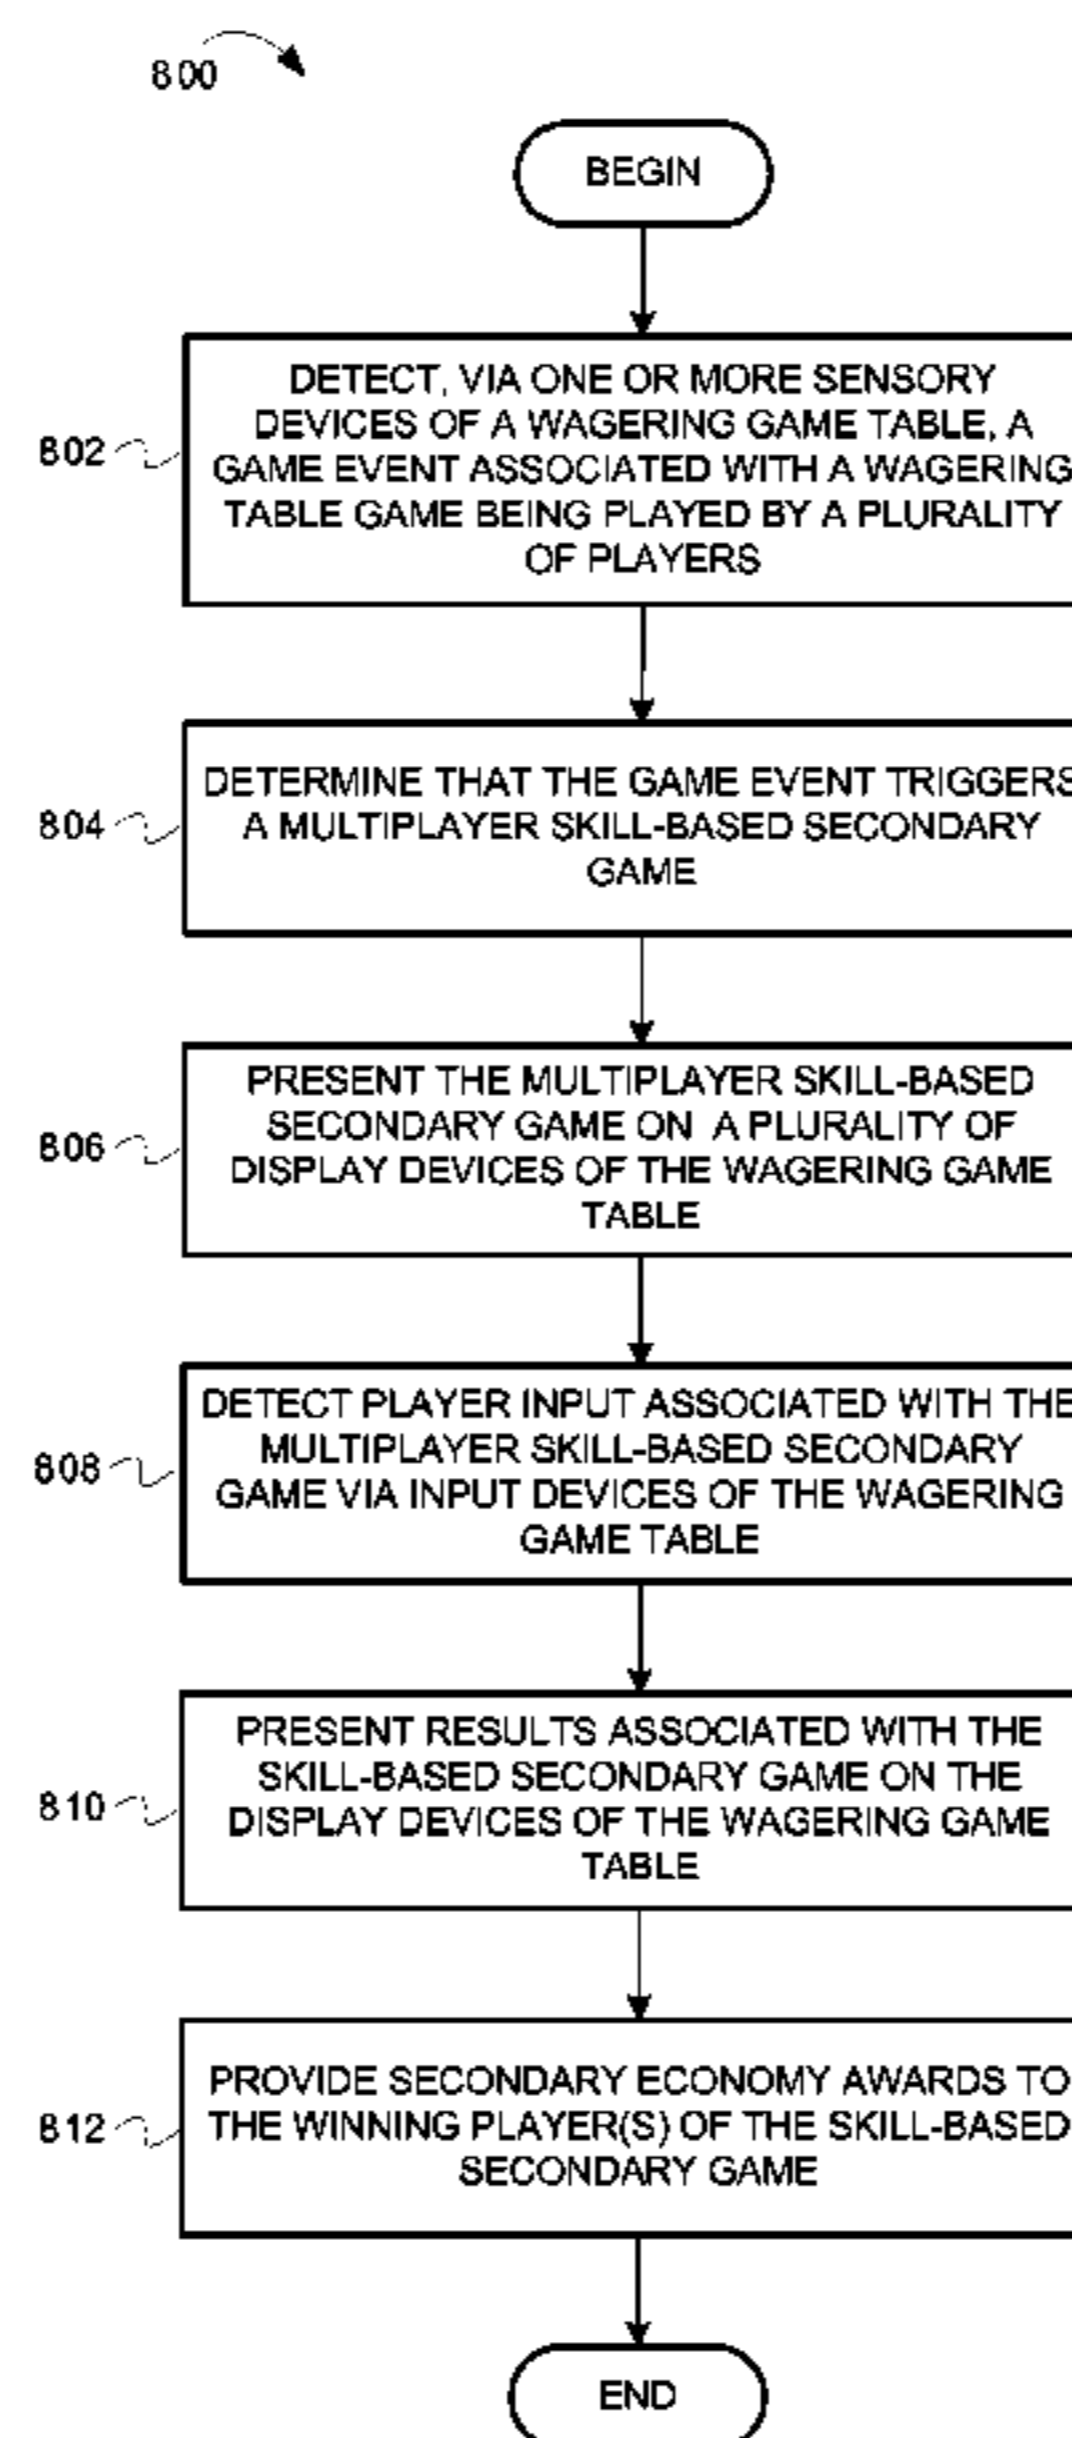 800
BEGIN
802
DETECT, VIA ONE OR MORE SENSORY
DEVICES OF A WAGERING GAME TABLE, A
GAME EVENT ASSOCIATED WITH A WAGERING
TABLE GAME BEING PLAYED BY A PLURALITY
OF PLAYERS
804
DETERMINE THAT THE GAME EVENT TRIGGERS
A MULTIPLAYER SKILL-BASED SECONDARY
GAME
806
PRESENT THE MULTIPLAYER SKILL-BASED
SECONDARY GAME ON A PLURALITY OF
DISPLAY DEVICES OF THE WAGERING GAME
TABLE
808
DETECT PLAYER INPUT ASSOCIATED WITH THE
MULTIPLAYER SKILL-BASED SECONDARY
GAME VIA INPUT DEVICES OF THE WAGERING
GAME TABLE
810
PRESENT RESULTS ASSOCIATED WITH THE
SKILL-BASED SECONDARY GAME ON THE
DISPLAY DEVICES OF THE WAGERING GAME
TABLE
812
PROVIDE SECONDARY ECONOMY AWARDS TO
THE WINNING PLAYER(S) OF THE SKILL-BASED
SECONDARY GAME
END